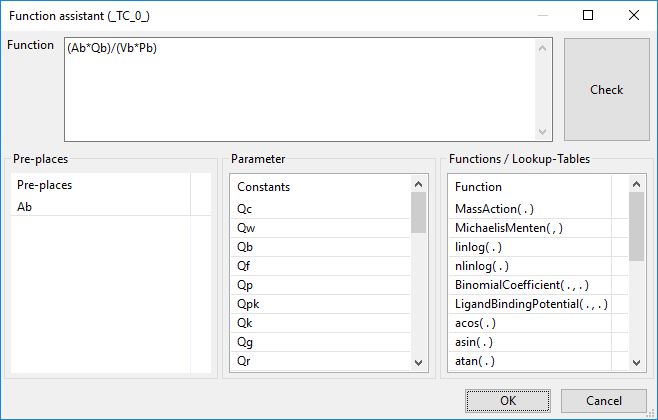 Function assistant (_TC_0_)
Function
(Ab*Qb)/(Vb*Pb)
Check
Pre-places
Pre-places
Ab
Parameter
Constants
Qc
Qw
Qb
Qf
Qp
Qpk
Qk
Qg
Qr
Functions / Lookup-Tables
Function
MassAction( . )
MichaelisMenten( , )
linlog( . )
nlinlog( . )
BinomialCoefficient( . , . )
LigandBindingPotential( . , . )
acos( . )
asin( . )
atan( . )
OK
Cancel